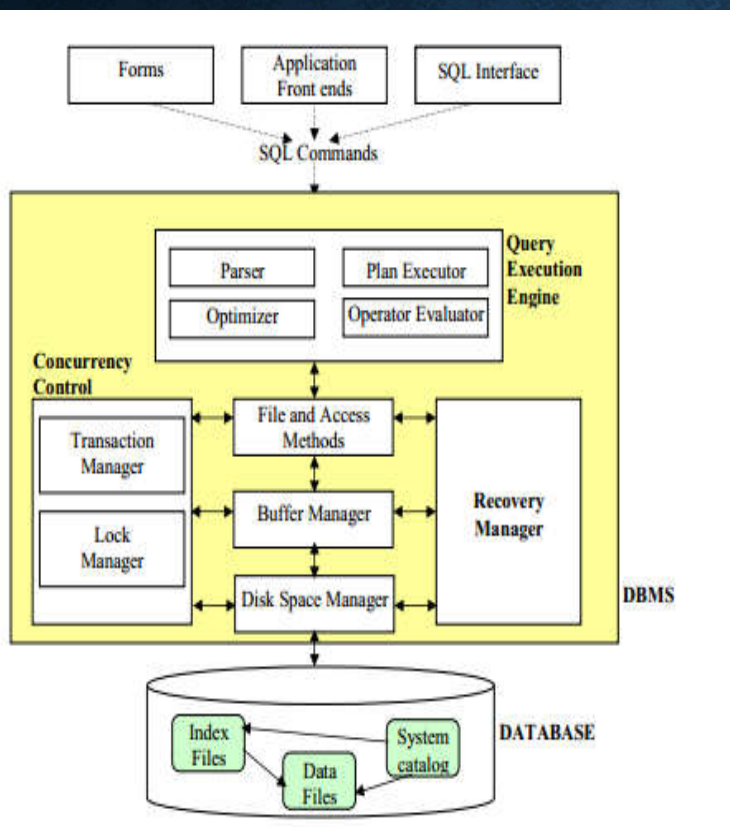 Forms
Application
Front ends
SQL Interface
SQL Commands
Query
Execution
Engine
Parser
Plan Executor
Optimizer
Operator Evaluator
Concurrency
Control
Transaction
Manager
Lock
Manager
File and Access
Methods
Buffer Manager
Disk Space Manager
Recovery
Manager
DBMS
Index
Files
Data
Files
System
catalog
DATABASE